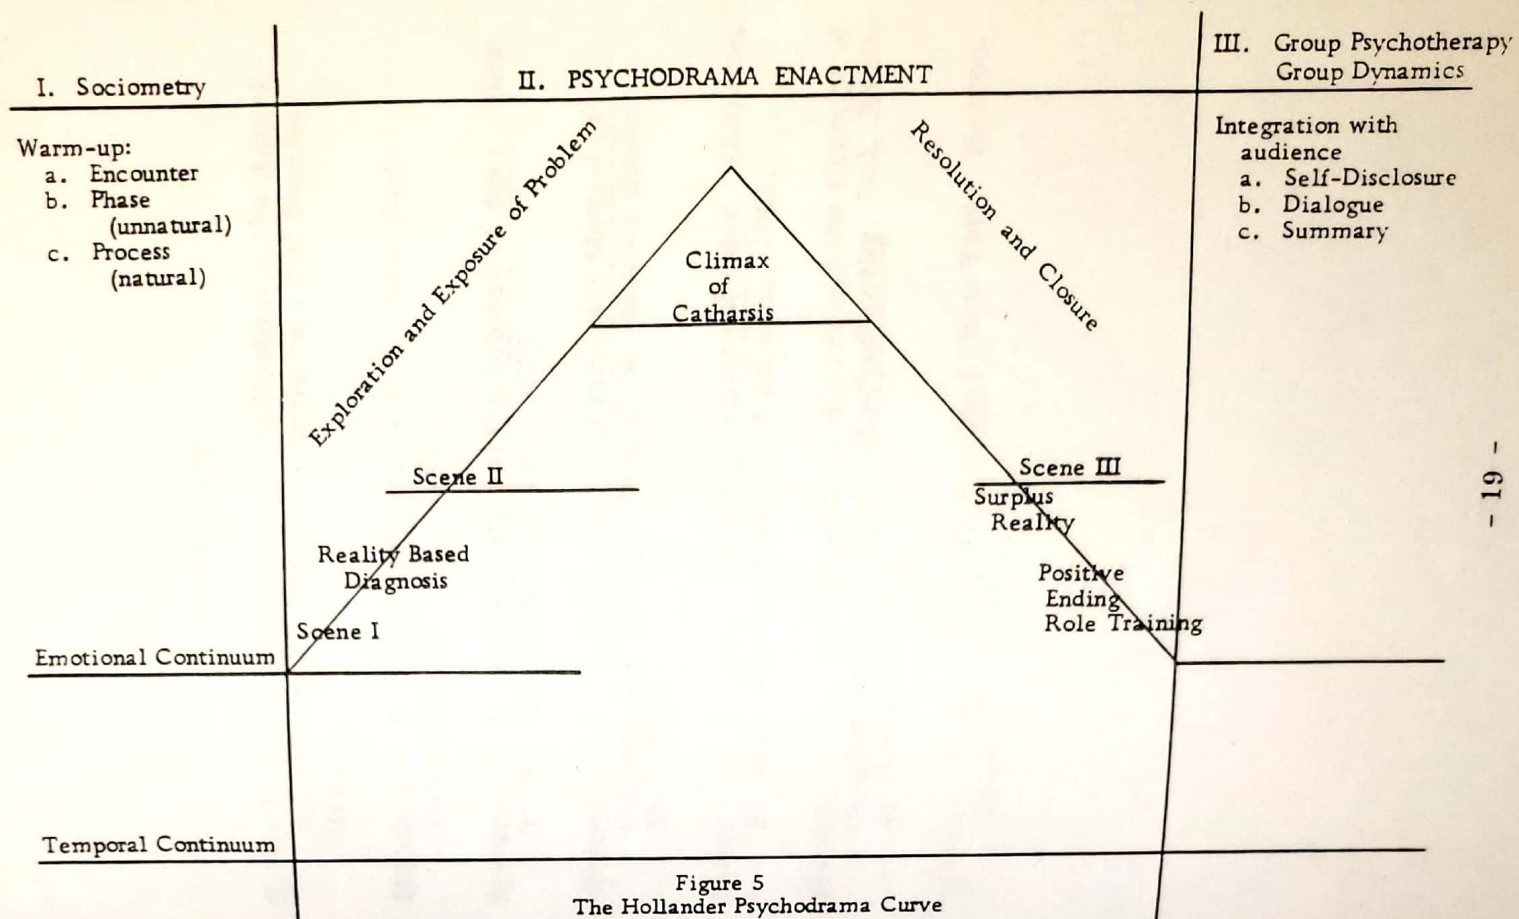 I. Sociometry
II. PSYCHODRAMA ENACTMENT
III. Group Psychotherapy
Group Dynamics
Warm-up:
a. Encounter
b. Phase
(unnatural)
c. Process
(natural)
Exploration and Exposure of Problem
Climax
of
Catharsis
Resolution and Closure
Integration with
audience
a. Self-Disclosure
b. Dialogue
c. Summary
Scene II
Reality Based
Diagnosis
Scene I
Scene III
Surplus
Reality
Positive
Ending
Role Training
Emotional Continuum
Temporal Continuum
Figure 5
The Hollander Psychodrama Curve
- 19 -